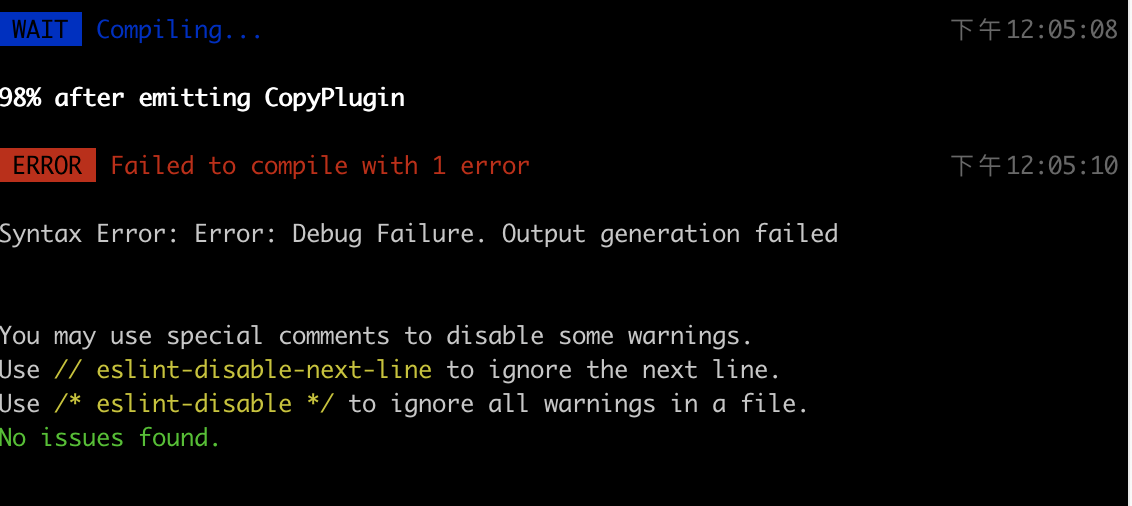 WAIT Compiling... 下午12:05:08
98% after emitting CopyPlugin
ERROR Failed to compile with 1 error 下午12:05:10
Syntax Error: Error: Debug Failure. Output generation failed
You may use special comments to disable some warnings.
Use // eslint-disable-next-line to ignore the next line.
Use /* eslint-disable */ to ignore all warnings in a file.
No issues found.